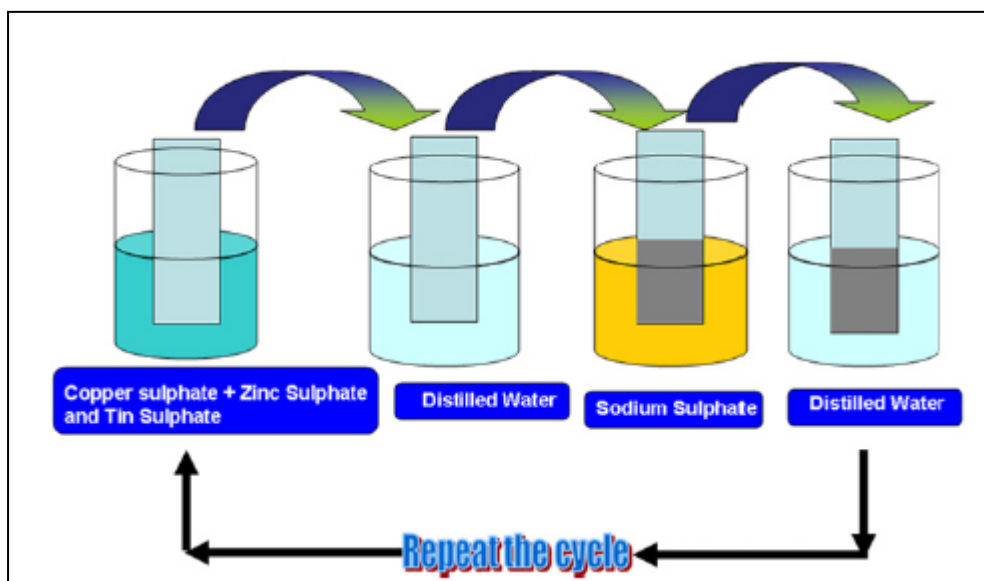 Copper sulphate + Zinc Sulphate
and Tin Sulphate
Distilled Water
Sodium Sulphate
Distilled Water
Repeat the cycle